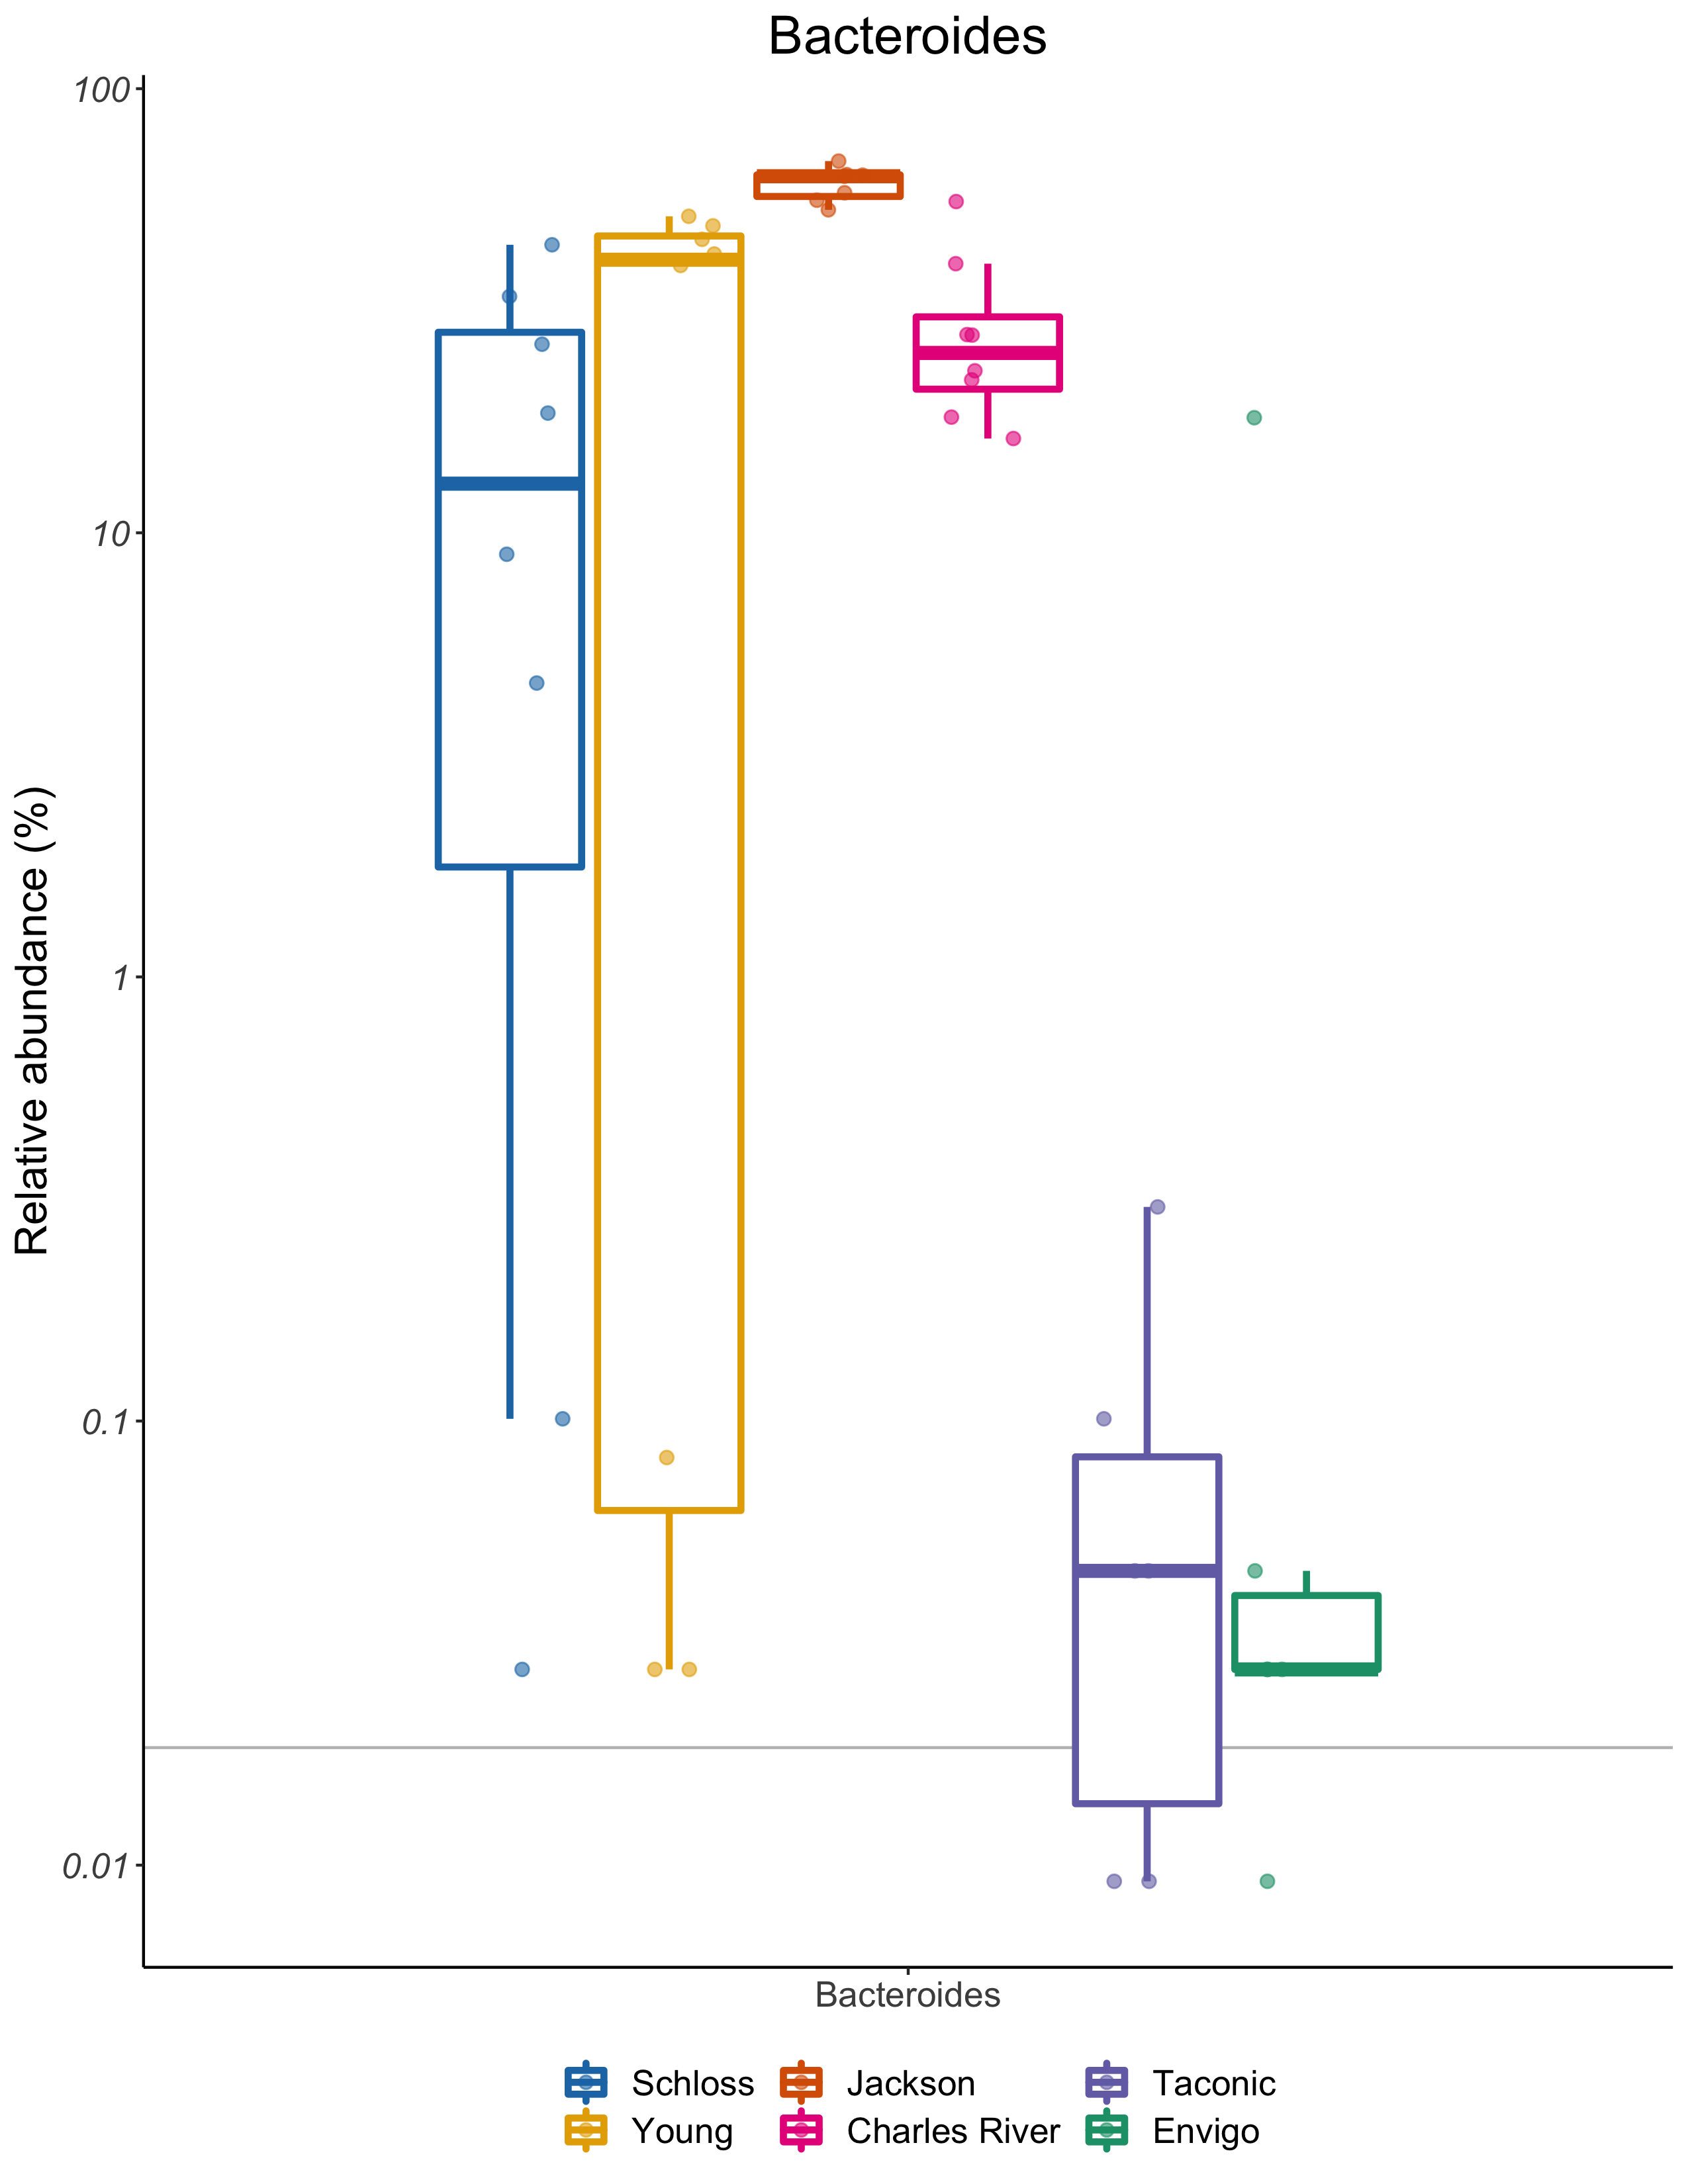 Bacteroides
100
10
1
0.1
0.01
Relative abundance (%)
Bacteroides
Schloss Jackson Taconic
Young Charles River Envigo